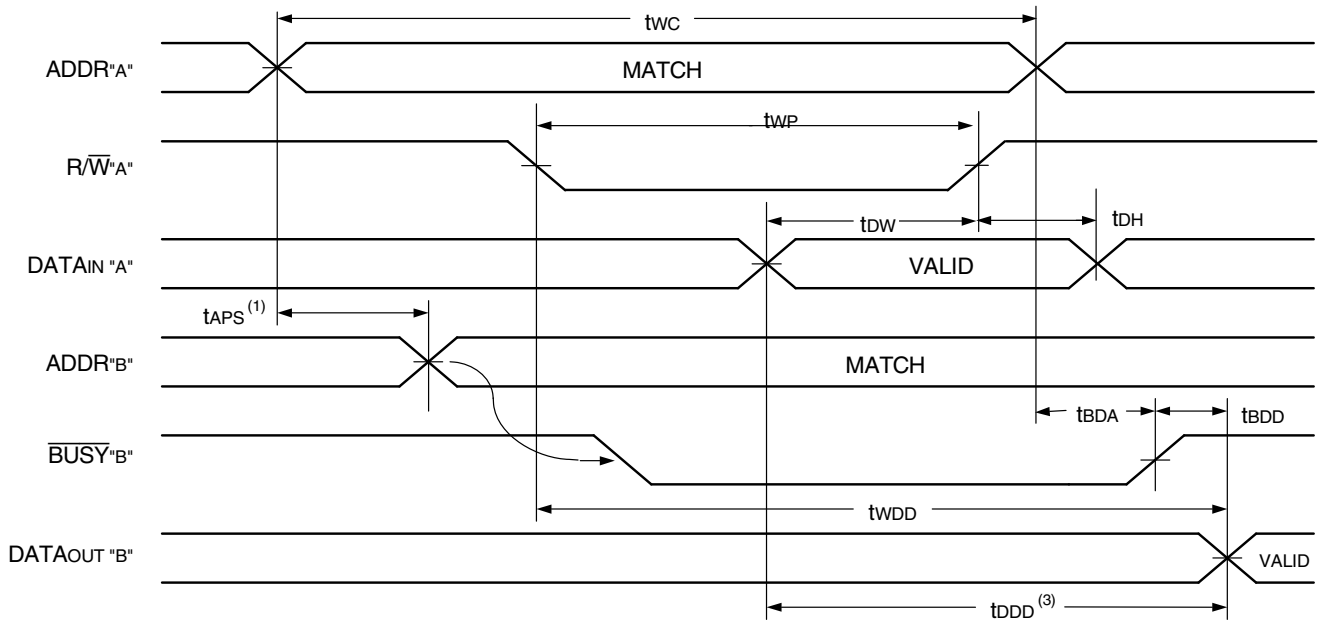 tWC
ADDR"A"
MATCH
tWP
R/W"A"
tDW
tDH
DATAIN "A"
VALID
tAPS (1)
ADDR"B"
MATCH
tBDA
tBDD
BUSY"B"
tWDD
DATAOUT "B"
VALID
tDDD (3)